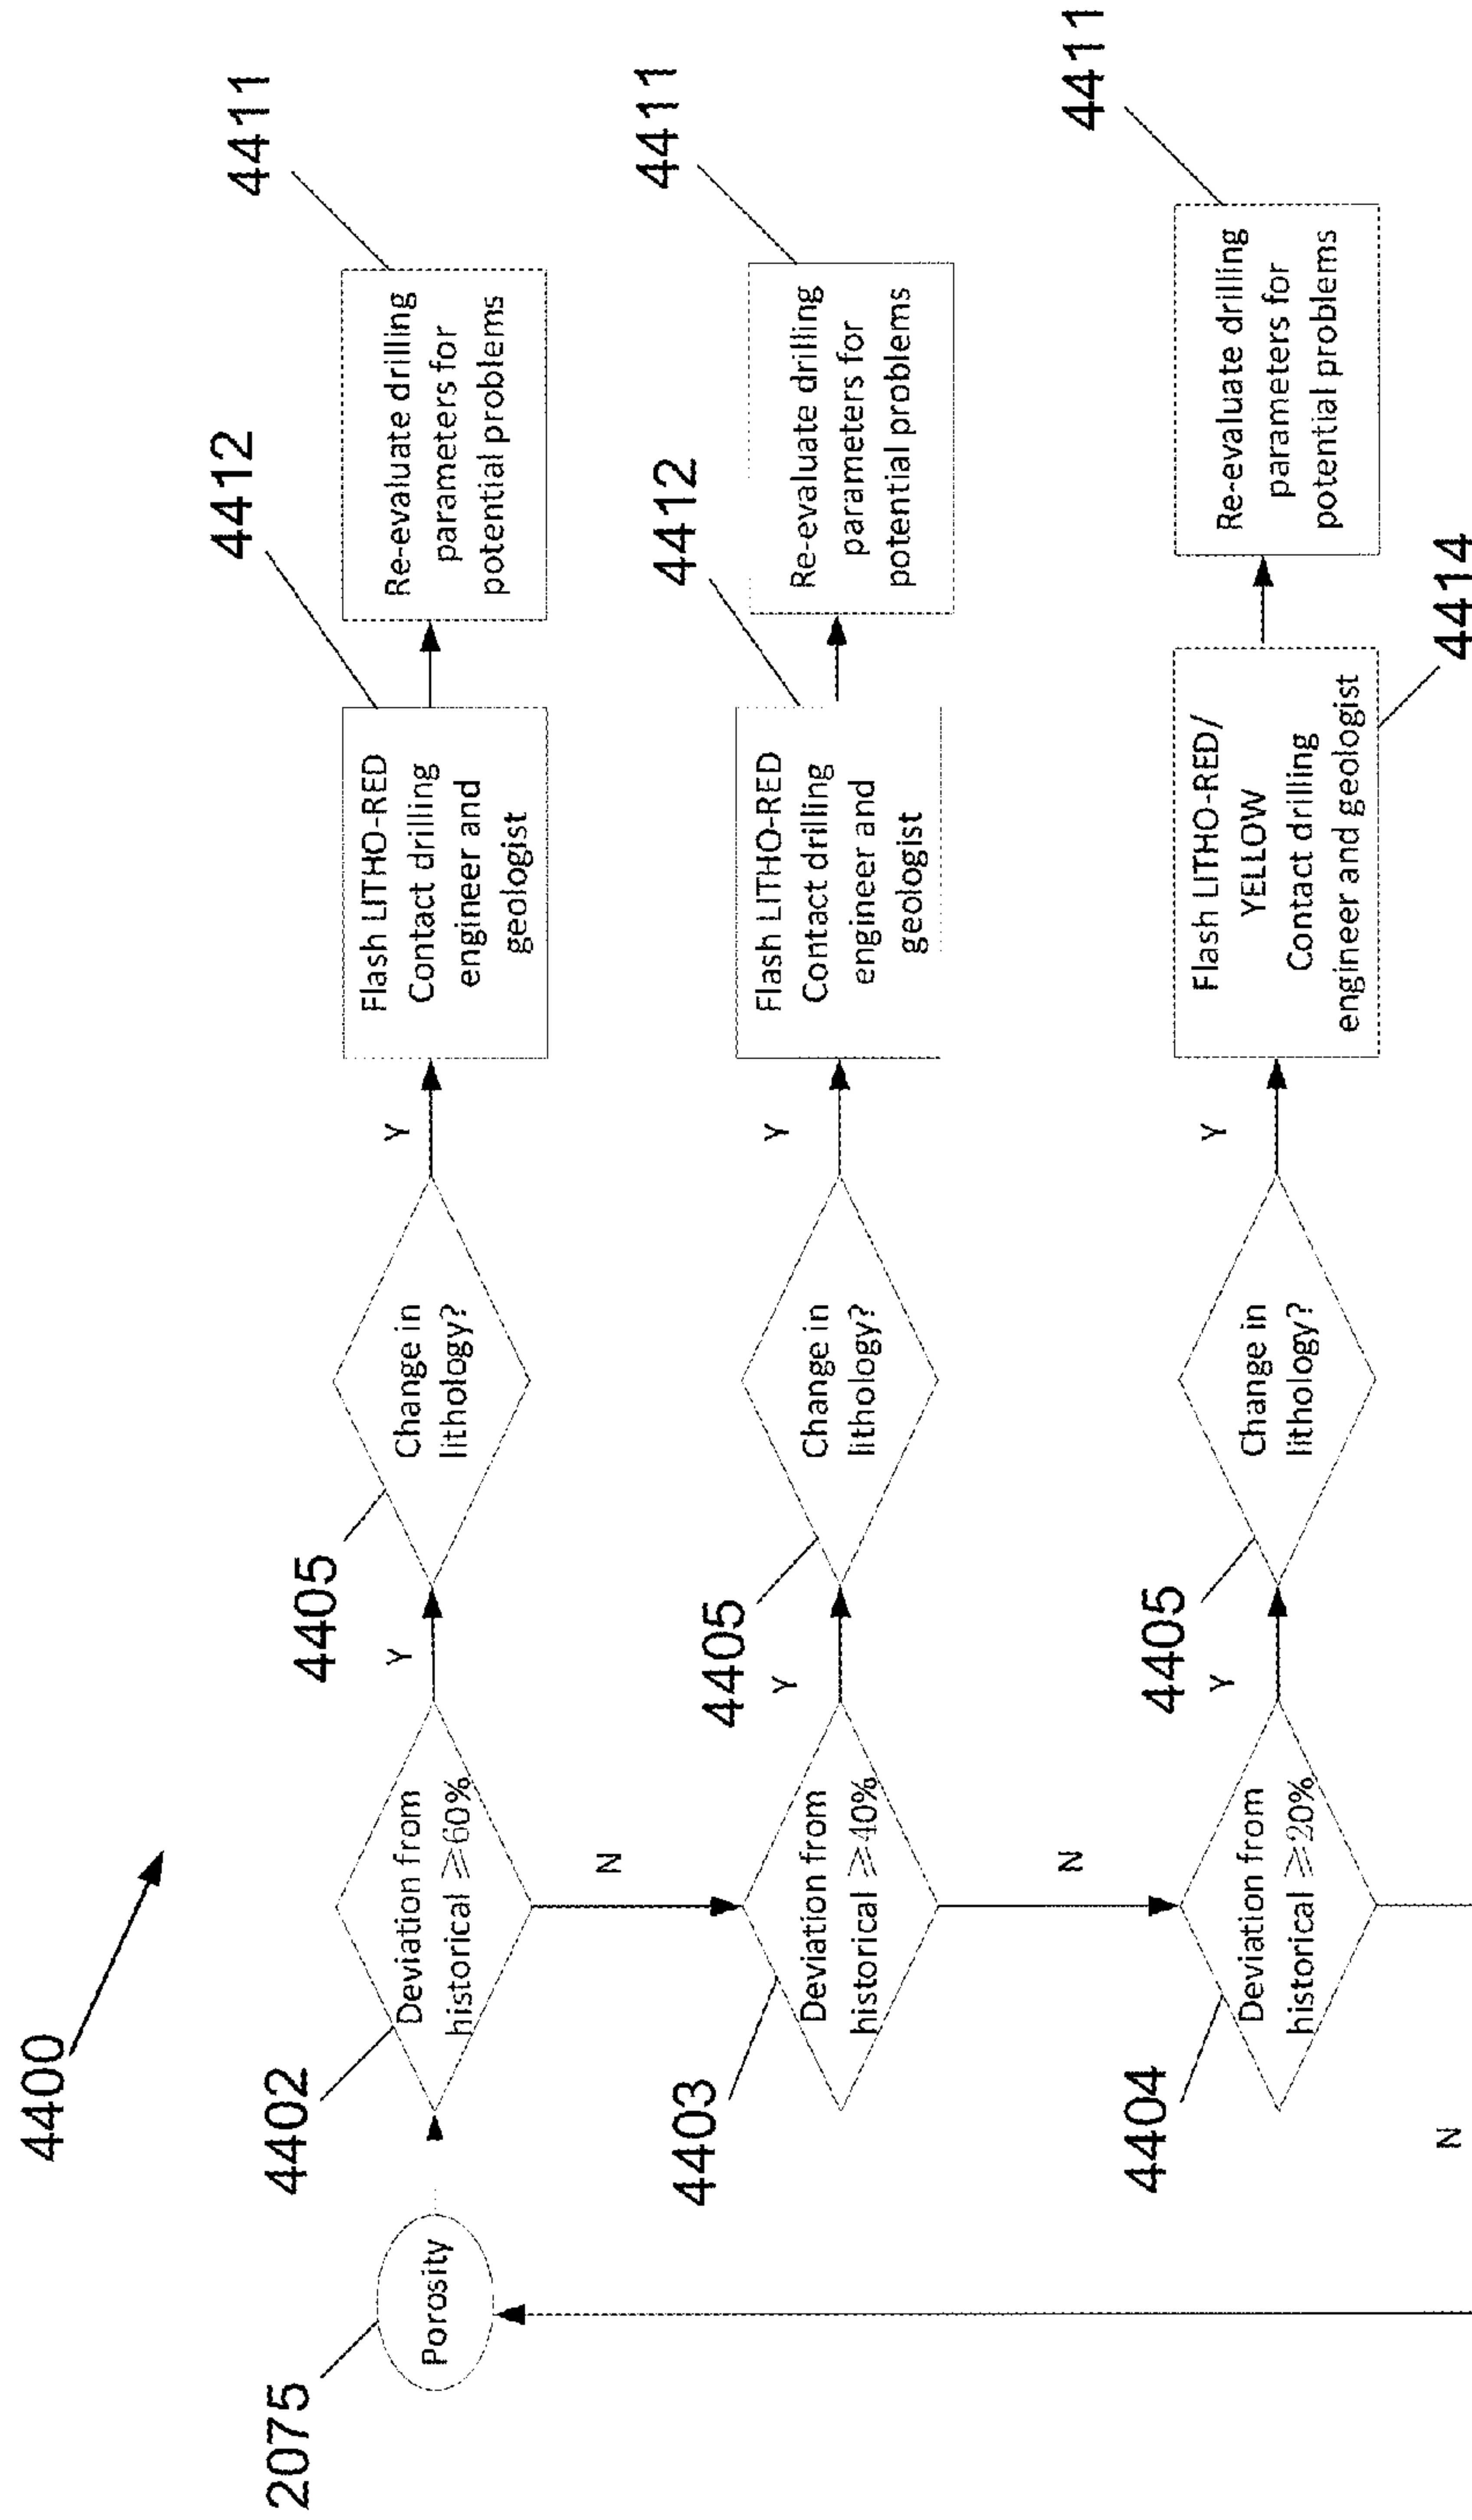 4400
2075
Porosity
4402
Deviation from
historical ⩾60%
Y
4405
Change in
lithology?
Y
4412
Flash LITHO-RED
Contact drilling
engineer and
geologist
4411
Re-evaluate drilling
parameters for
potential problems
N
4403
Deviation from
historical ⩾40%
Y
4405
Change in
lithology?
Y
4412
Flash LITHO-RED
Contact drilling
engineer and
geologist
4411
Re-evaluate drilling
parameters for
potential problems
N
4404
Deviation from
historical ⩾20%
Y
4405
Change in
lithology?
Y
4414
Flash LITHO-RED/
YELLOW
Contact drilling
engineer and geologist
4411
Re-evaluate drilling
parameters for
potential problems
N